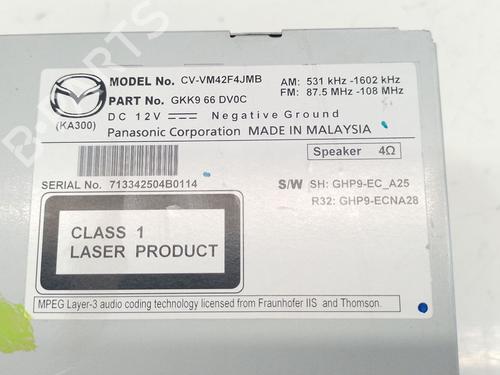 MODEL No. CV-VM42F4JMB AM: 531 kHz -1602 kHz
PART No. GKK9 66 DV0C FM: 87.5 MHz -108 MHz
(KA300) DC 12V Negative Ground
Panasonic Corporation MADE IN MALAYSIA
Speaker 4Ω
SERIAL No. 713342504B0114 S/W SH: GHP9-EC_A25
R32: GHP9-ECNA28
CLASS 1
LASER PRODUCT
MPEG Layer-3 audio coding technology licensed from Fraunhofer IIS and Thomson.